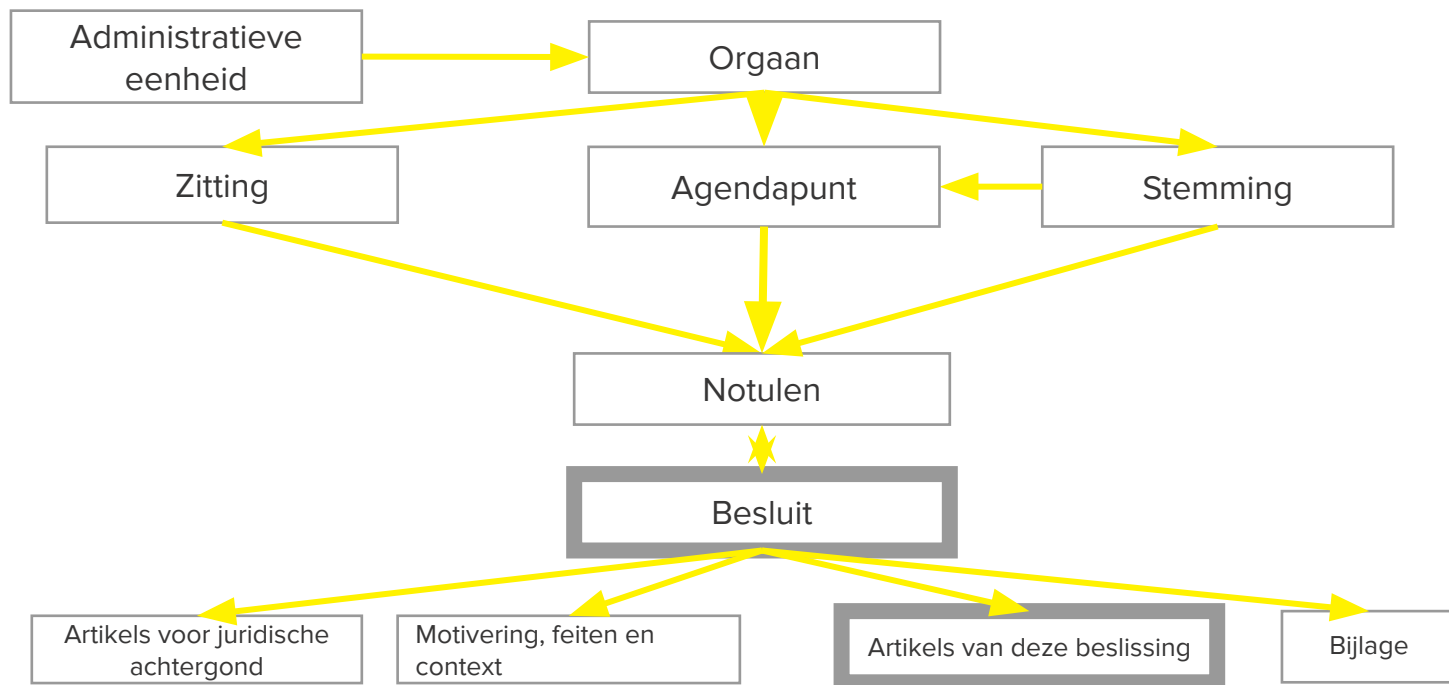 Administratieve
eenheid
Orgaan
Zitting
Agendapunt
Stemming
Notulen
Besluit
Artikels voor juridische
achtergond
Motivering, feiten en
context
Artikels van deze beslissing
Bijlage